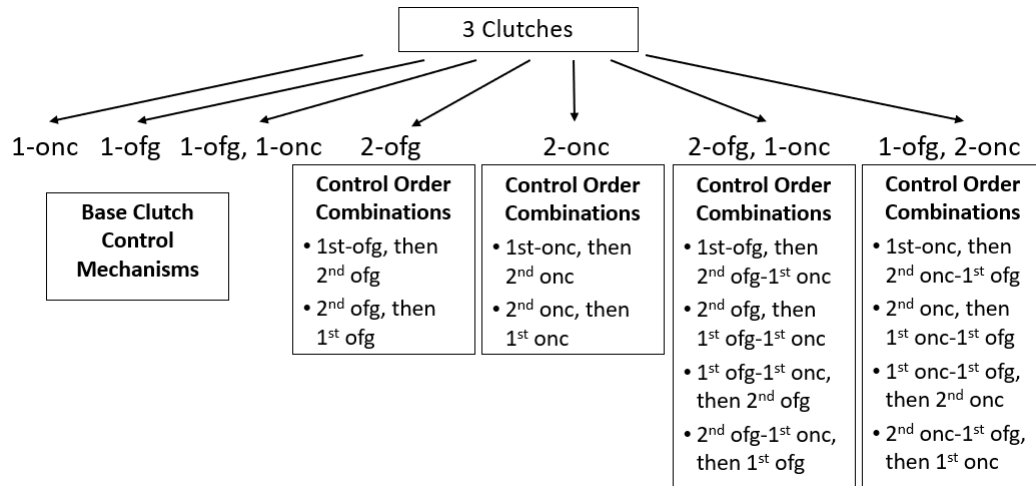 3 Clutches
1-onc
1-ofg
1-ofg, 1-onc
2-ofg
2-onc
2-ofg, 1-onc
1-ofg, 2-onc
Base Clutch
Control
Mechanisms
Control Order
Combinations
• 1st-ofg, then
2nd ofg
• 2nd ofg, then
1st ofg
Control Order
Combinations
• 1st-onc, then
2nd onc
• 2nd onc, then
1st onc
Control Order
Combinations
• 1st-ofg, then
2nd ofg-1st onc
• 2nd ofg, then
1st ofg-1st onc
• 1st ofg-1st onc,
then 2nd ofg
• 2nd ofg-1st onc,
then 1st ofg
Control Order
Combinations
• 1st-onc, then
2nd onc-1st ofg
• 2nd onc, then
1st onc-1st ofg
• 1st onc-1st ofg,
then 2nd onc
• 2nd onc-1st ofg,
then 1st onc